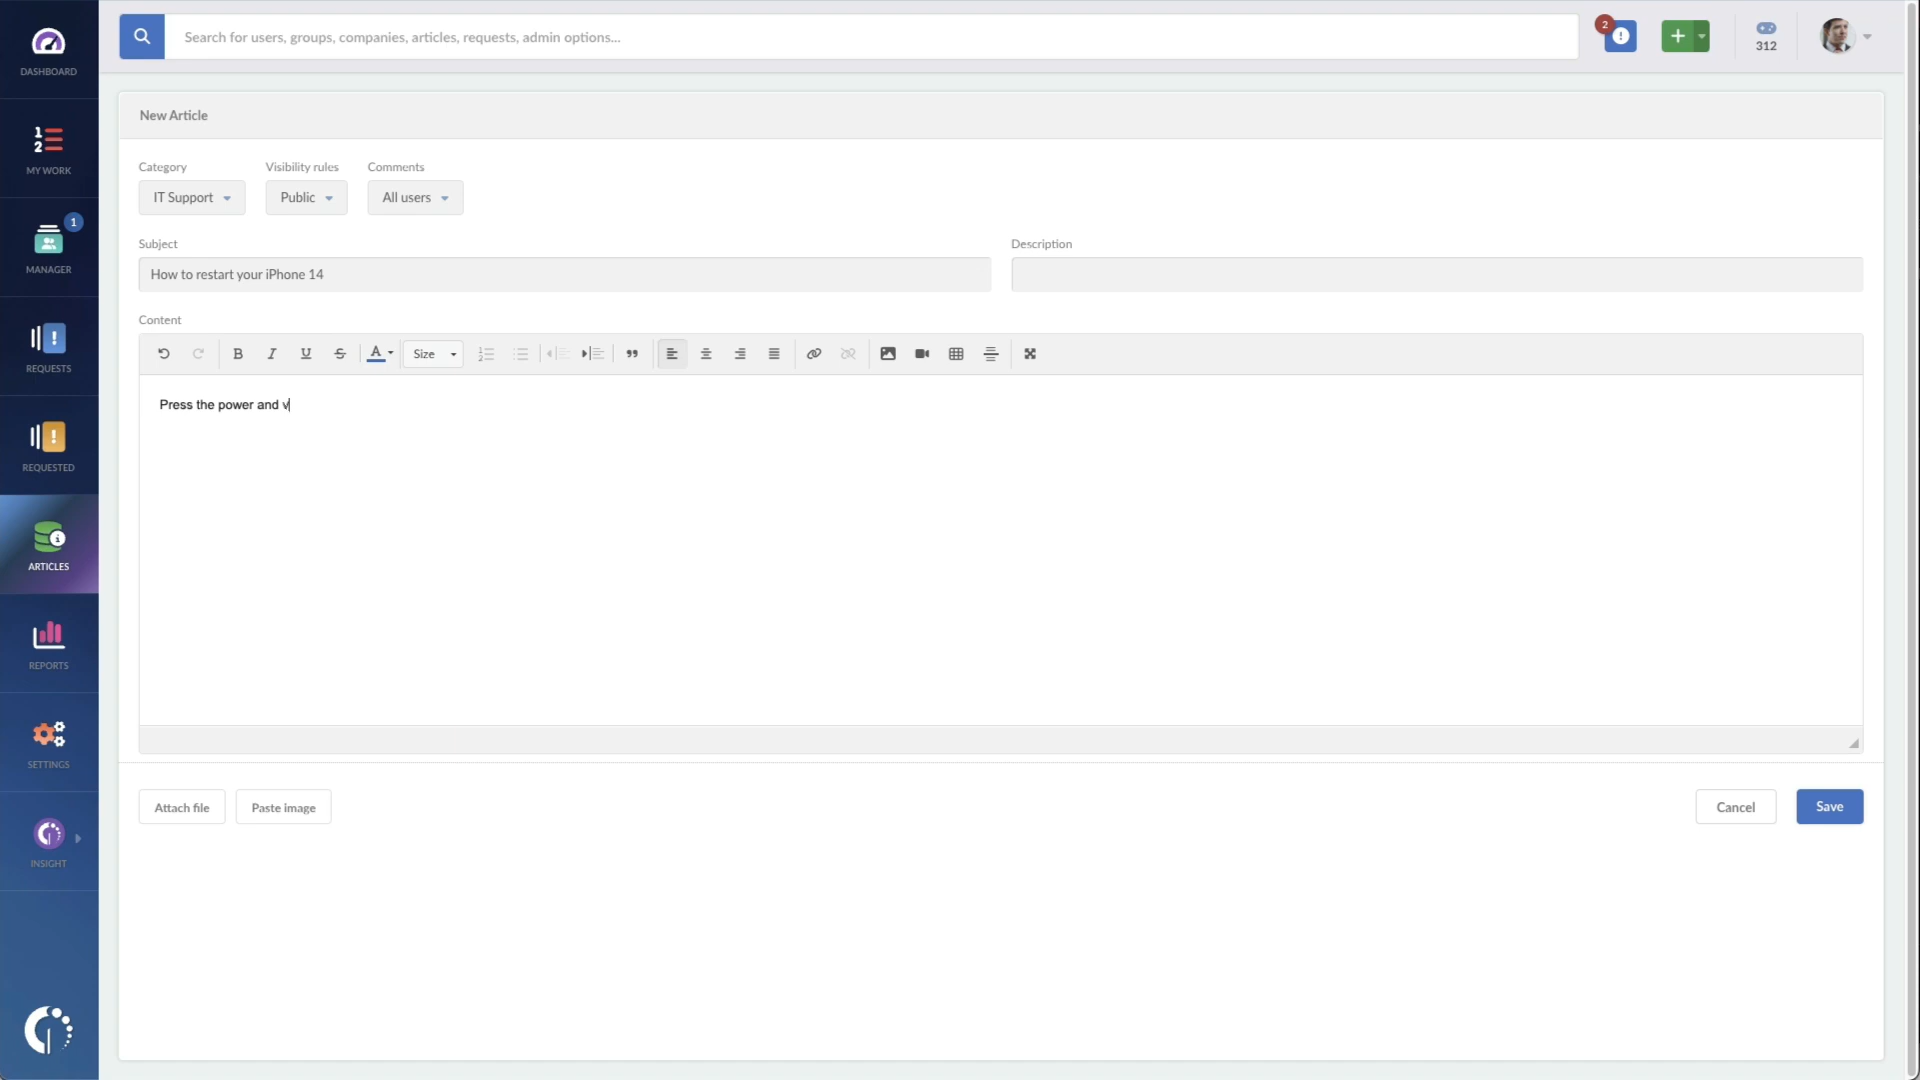 DASHBOARD
MY WORK
1
MANAGER
REQUESTS
REQUESTED
ARTICLES
REPORTS
SETTINGS
INSIGHT
Search for users, groups, companies, articles, requests, admin options...
2
312
New Article
Category
Visibility rules
Comments
IT Support
Public
All users
Subject
Description
How to restart your iPhone 14
Content
B I U S A Size
Press the power and v
Attach file
Paste image
Cancel
Save